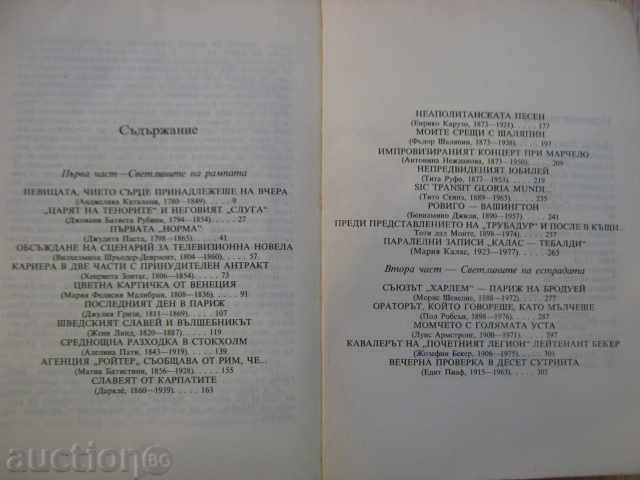 Съдържание
Първа част — Светлините на рампата
ПЕВИЦАТА, ЧИЕТО СЪРЦЕ ПРИНАДЛЕЖЕШЕ НА ВЧЕРА
(Анджелика Каталани, 1780—1849). . . . 9
„ЦАРЯТ НА ТЕНОРИТЕ" И НЕГОВИЯТ „СЛУГА"
(Джовани Батиста Рубини, 1794—1854). . . . 27
ПЪРВАТА „НОРМА"
(Джудита Паста, 1798—1865). . . . 41
ОБСЪЖДАНЕ НА СЦЕНАРИЙ ЗА ТЕЛЕВИЗИОННА НОВЕЛА
(Вилхелмина Шрьодер-Девриент, 1804—1860). . . . 57
КАРИЕРА В ДВЕ ЧАСТИ С ПРИНУДИТЕЛЕН АНТРАКТ
(Хенриета Зонтаг, 1806—1854). . . . 73
ЦВЕТНА КАРТИЧКА ОТ ВЕНЕЦИЯ
(Мария Фелисия Малибран, 1808—1836). . . . 91
ПОСЛЕДНИЯТ ДЕН В ПАРИЖ
(Джулия Гризи, 1811—1869). . . . 107
ШВЕДСКИЯТ СЛАВЕЙ И ВЪЛШЕБНИКЪТ
(Жени Линд, 1820—1887). . . . 119
СРЕДНОЩНА РАЗХОДКА В СТОКХОЛМ
(Аделина Пати, 1843—1919). . . . 139
АГЕНЦИЯ „РОЙТЕР„ СЪОБЩАВА ОТ РИМ, ЧЕ...
(Матиа Батистини, 1856—1928). . . . 155
СЛАВЕЯТ ОТ КАРПАТИТЕ
(Даркле, 1860—1939). . . . 163
НЕАПОЛИТАНСКАТА ПЕСЕН
(Енрико Карузо, 1873—1921). . . . 177
МОИТЕ СРЕЩИ С ШАЛЯПИН
(Фьодор Шаляпин, 1873—1938). . . . 197
ИМПРОВИЗИРАНИЯТ КОНЦЕРТ ПРИ МАРЧЕЛО
(Антонина Нежданова, 1873—1950). . . . 209
НЕПРЕДВИДЕНИЯТ ЮБИЛЕЙ
(Тита Руфо, 1877—1953). . . . 219
SIC TRANSIT GLORIA MUNDI...
(Тито Скипа, 1889—1965). . . . 235
РОВИГО — ВАШИНГТОН
(Бениамино Джили, 1890—1957). . . . 241
ПРЕДИ ПРЕДСТАВЛЕНИЕТО НА „ТРУБАДУР" И ПОСЛЕ В КЪЩИ...
(Тоти дал Монте, 1898—1974). . . . 257
ПАРАЛЕЛНИ ЗАПИСИ „КАЛАС — ТЕБАЛДИ"
(Мария Калас, 1923—1977). . . . 265
Втора част — Светлините на естрадата
СЪЮЗЪТ „ХАРЛЕМ" — ПАРИЖ НА БРОДУЕЙ
(Морис Шевалие, 1888—1972). . . . 277
ОРАТОРЪТ, КОГОТО ГОВОРЕШЕ, КАТО МЪЛЧЕШЕ
(Пол Робсън, 1898—1976). . . . 287
МОМЧЕТО С ГОЛЯМАТА УСТА
(Луис Армстронг, 1901—1971). . . . 297
КАВАЛЕРЪТ НА „ПОЧЕТНИЯТ ЛЕГИОН" ЛЕЙТЕНАНТ БЕКЕР
(Жозефин Бекер, 1906—1975). . . . 301
ВЕЧЕРНА ПРОВЕРКА В ДЕСЕТ СУТРИНТА
(Едит Пиаф, 1915—1963). . . . 305
auction BG